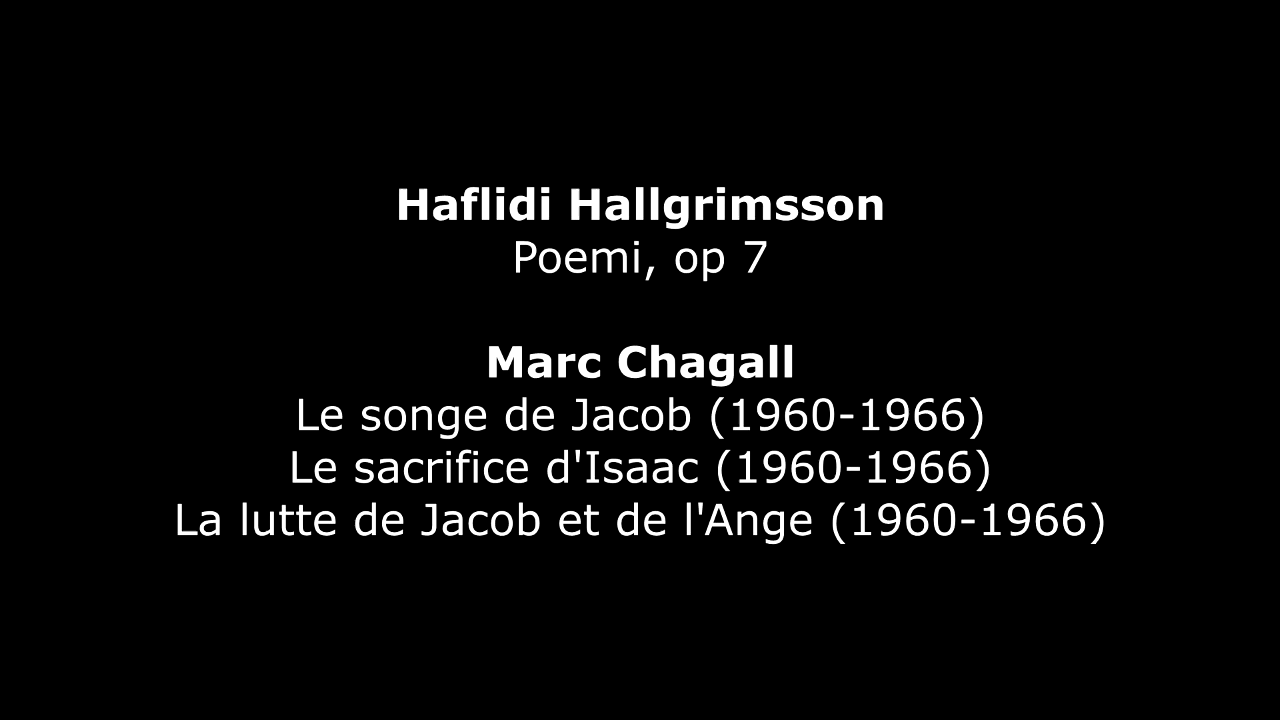 Haflidi Hallgrimsson
Poemi, op 7
Marc Chagall
Le songe de Jacob (1960-1966)
Le sacrifice d'Isaac (1960-1966)
La lutte de Jacob et de l'Ange (1960-1966)